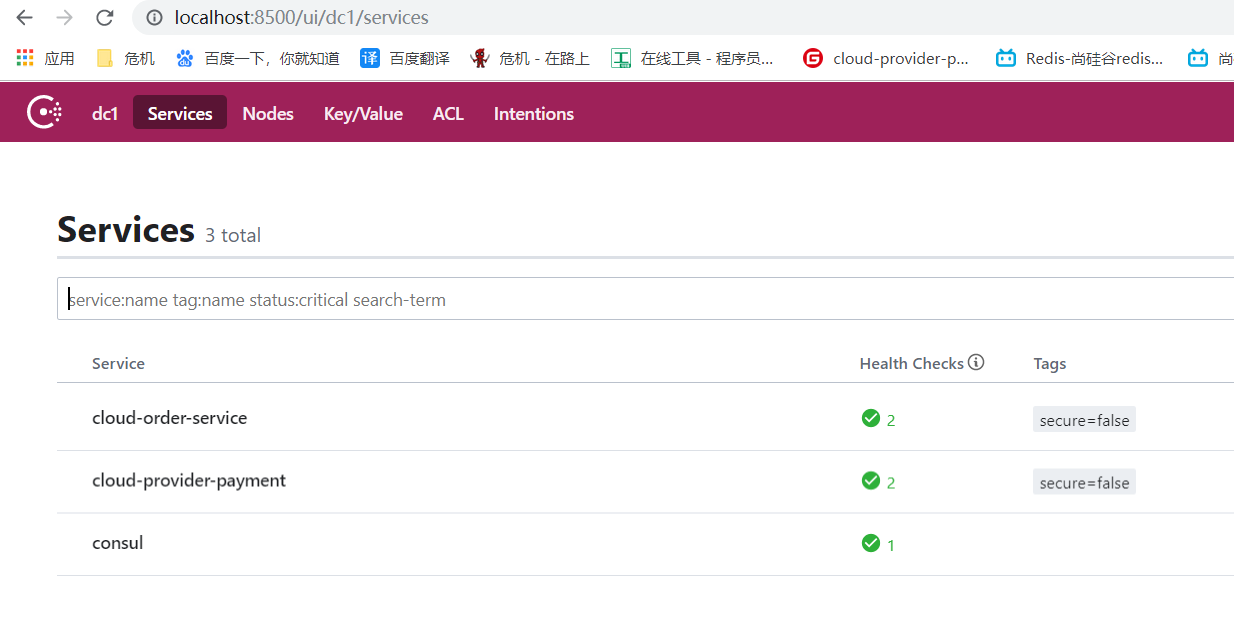 localhost:8500/ui/dc1/services
应用 危机 百度一下，你就知道 译 百度翻译 危机 - 在路上 工 在线工具 - 程序员... G cloud-provider-p... Redis-尚硅谷redis... 尚
dc1 Services Nodes Key/Value ACL Intentions
Services 3 total
service:name tag:name status:critical search-term
Service Health Checks Tags
cloud-order-service 2 secure=false
cloud-provider-payment 2 secure=false
consul 1